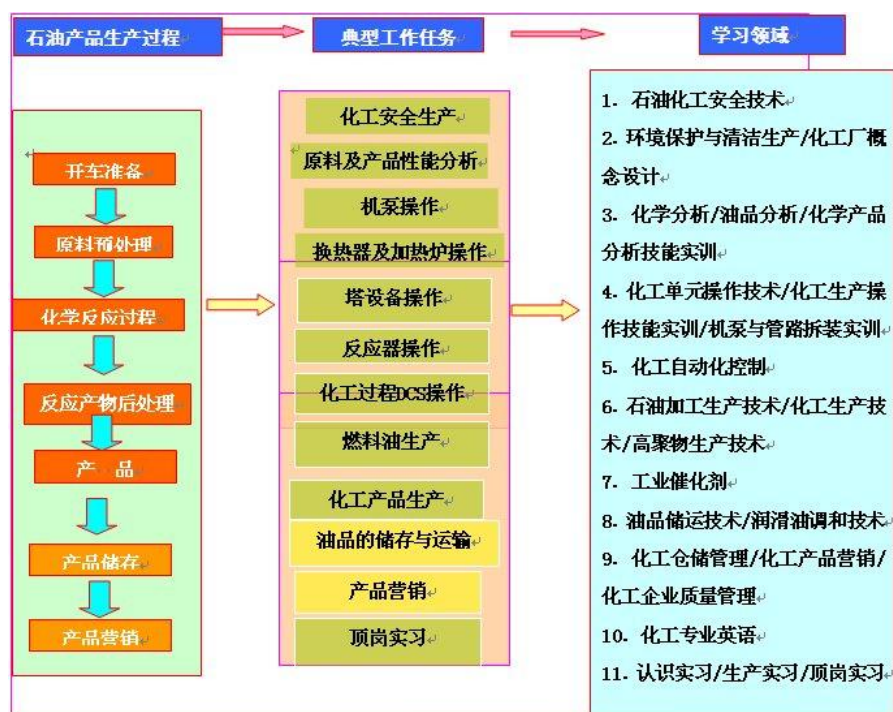 石油产品生产过程
典型工作任务
学习领域
开车准备
原料预处理
化学反应过程
反应产物后处理
产 品
产品储存
产品营销
化工安全生产
原料及产品性能分析
机泵操作
换热器及加热炉操作
塔设备操作
反应器操作
化工过程DCS操作
燃料油生产
化工产品生产
油品的储存与运输
产品营销
顶岗实习
1. 石油化工安全技术
2. 环境保护与清洁生产/化工厂概
念设计
3. 化学分析/油品分析/化学产品
分析技能实训
4. 化工单元操作技术/化工生产操
作技能实训/机泵与管路拆装实训
5. 化工自动化控制
6. 石油加工生产技术/化工生产技
术/高聚物生产技术
7. 工业催化剂
8. 油品储运技术/润滑油调和技术
9. 化工仓储管理/化工产品营销/
化工企业质量管理
10. 化工专业英语
11. 认识实习/生产实习/顶岗实习